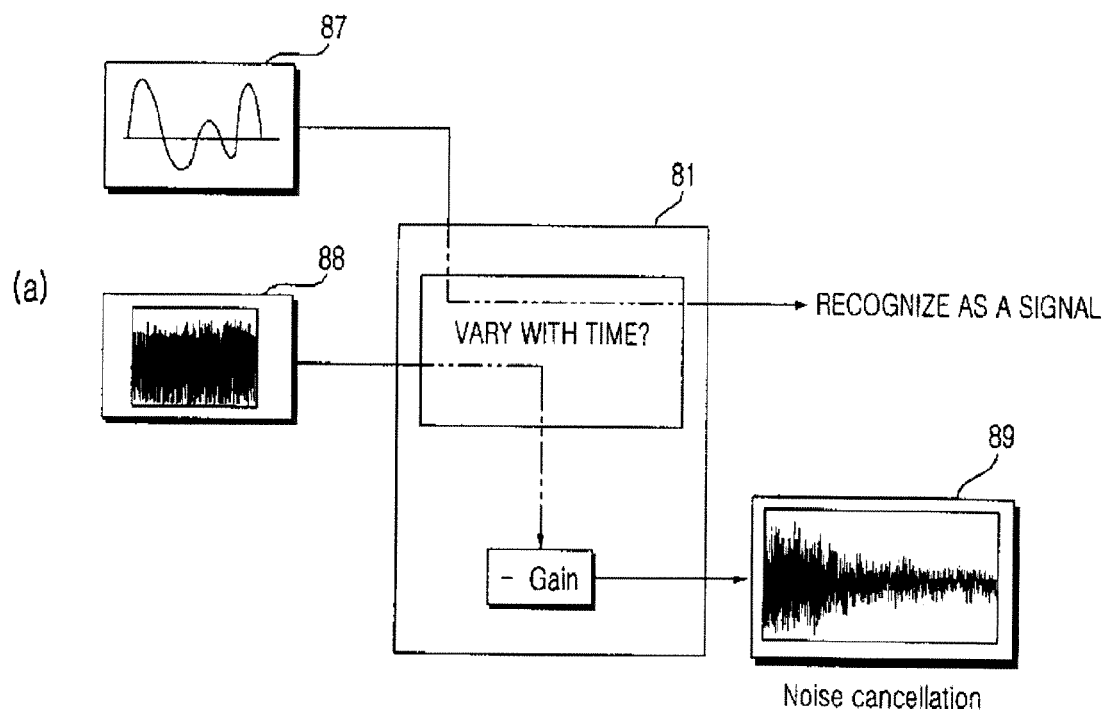 87
81
(a)
88
RECOGNIZE AS A SIGNAL
VARY WITH TIME?
89
- Gain
Noise cancellation